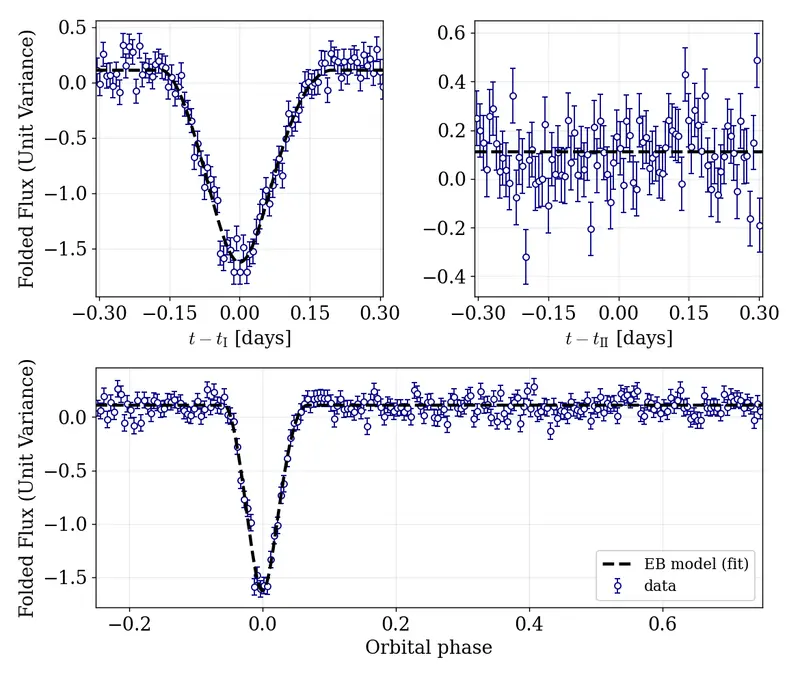 Folded Flux (Unit Variance)
0.5
0.0
−0.5
−1.0
−1.5
−0.30 −0.15 0.00 0.15 0.30
t − tI [days]
0.6
0.4
0.2
0.0
−0.2
−0.4
−0.30 −0.15 0.00 0.15 0.30
t − tII [days]
Folded Flux (Unit Variance)
0.0
−0.5
−1.0
−1.5
−0.2 0.0 0.2 0.4 0.6
Orbital phase
EB model (fit)
data